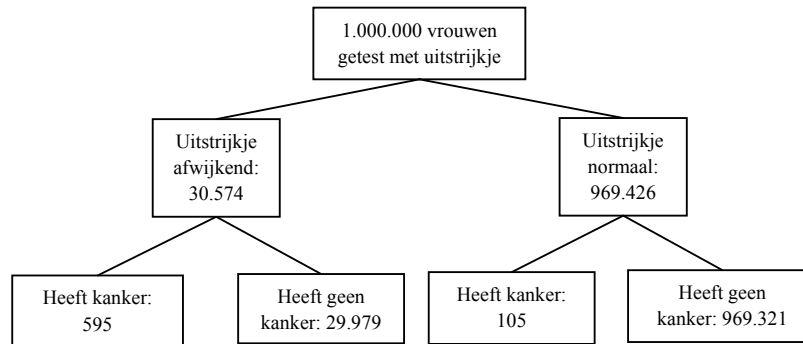 1.000.000 vrouwen
getest met uitstrijkje
Uitstrijkje
afwijkend:
30.574
Uitstrijkje
normaal:
969.426
Heeft kanker:
595
Heeft geen
kanker: 29.979
Heeft kanker:
105
Heeft geen
kanker: 969.321